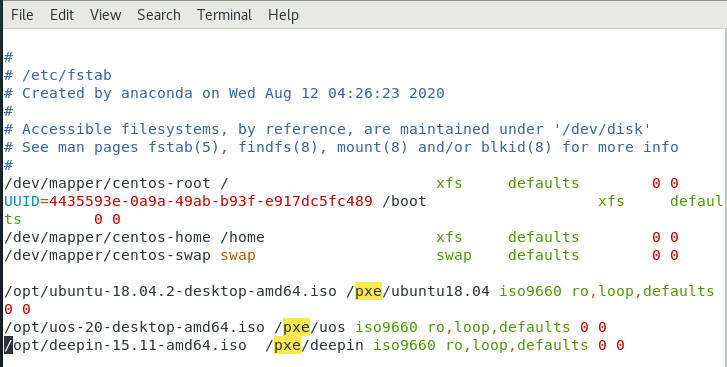 File Edit View Search Terminal Help
#
# /etc/fstab
# Created by anaconda on Wed Aug 12 04:26:23 2020
#
# Accessible filesystems, by reference, are maintained under '/dev/disk'
# See man pages fstab(5), findfs(8), mount(8) and/or blkid(8) for more info
#
/dev/mapper/centos-root /                       xfs     defaults        0 0
UUID=4435593e-0a9a-49ab-b93f-e917dc5fc489 /boot                   xfs     defaul
ts        0 0
/dev/mapper/centos-home /home                   xfs     defaults        0 0
/dev/mapper/centos-swap swap                    swap    defaults        0 0
/opt/ubuntu-18.04.2-desktop-amd64.iso /pxe/ubuntu18.04 iso9660 ro,loop,defaults
0 0
/opt/uos-20-desktop-amd64.iso /pxe/uos iso9660 ro,loop,defaults 0 0
/opt/deepin-15.11-amd64.iso  /pxe/deepin iso9660 ro,loop,defaults 0 0